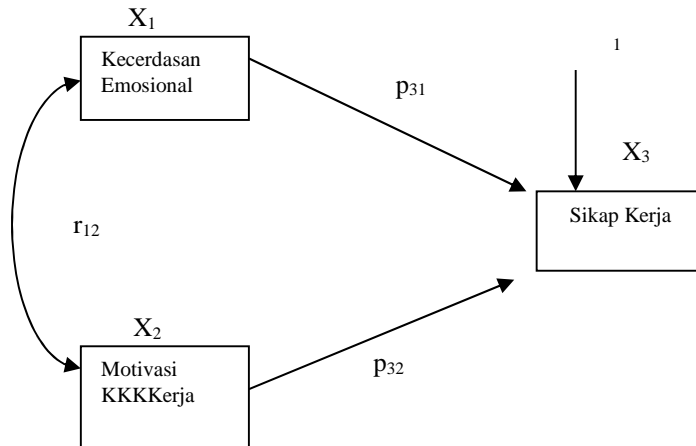 X₁
Kecerdasan
Emosional
1
p₃₁
X₃
Sikap Kerja
r₁₂
X₂
Motivasi
KKKKerja
p₃₂